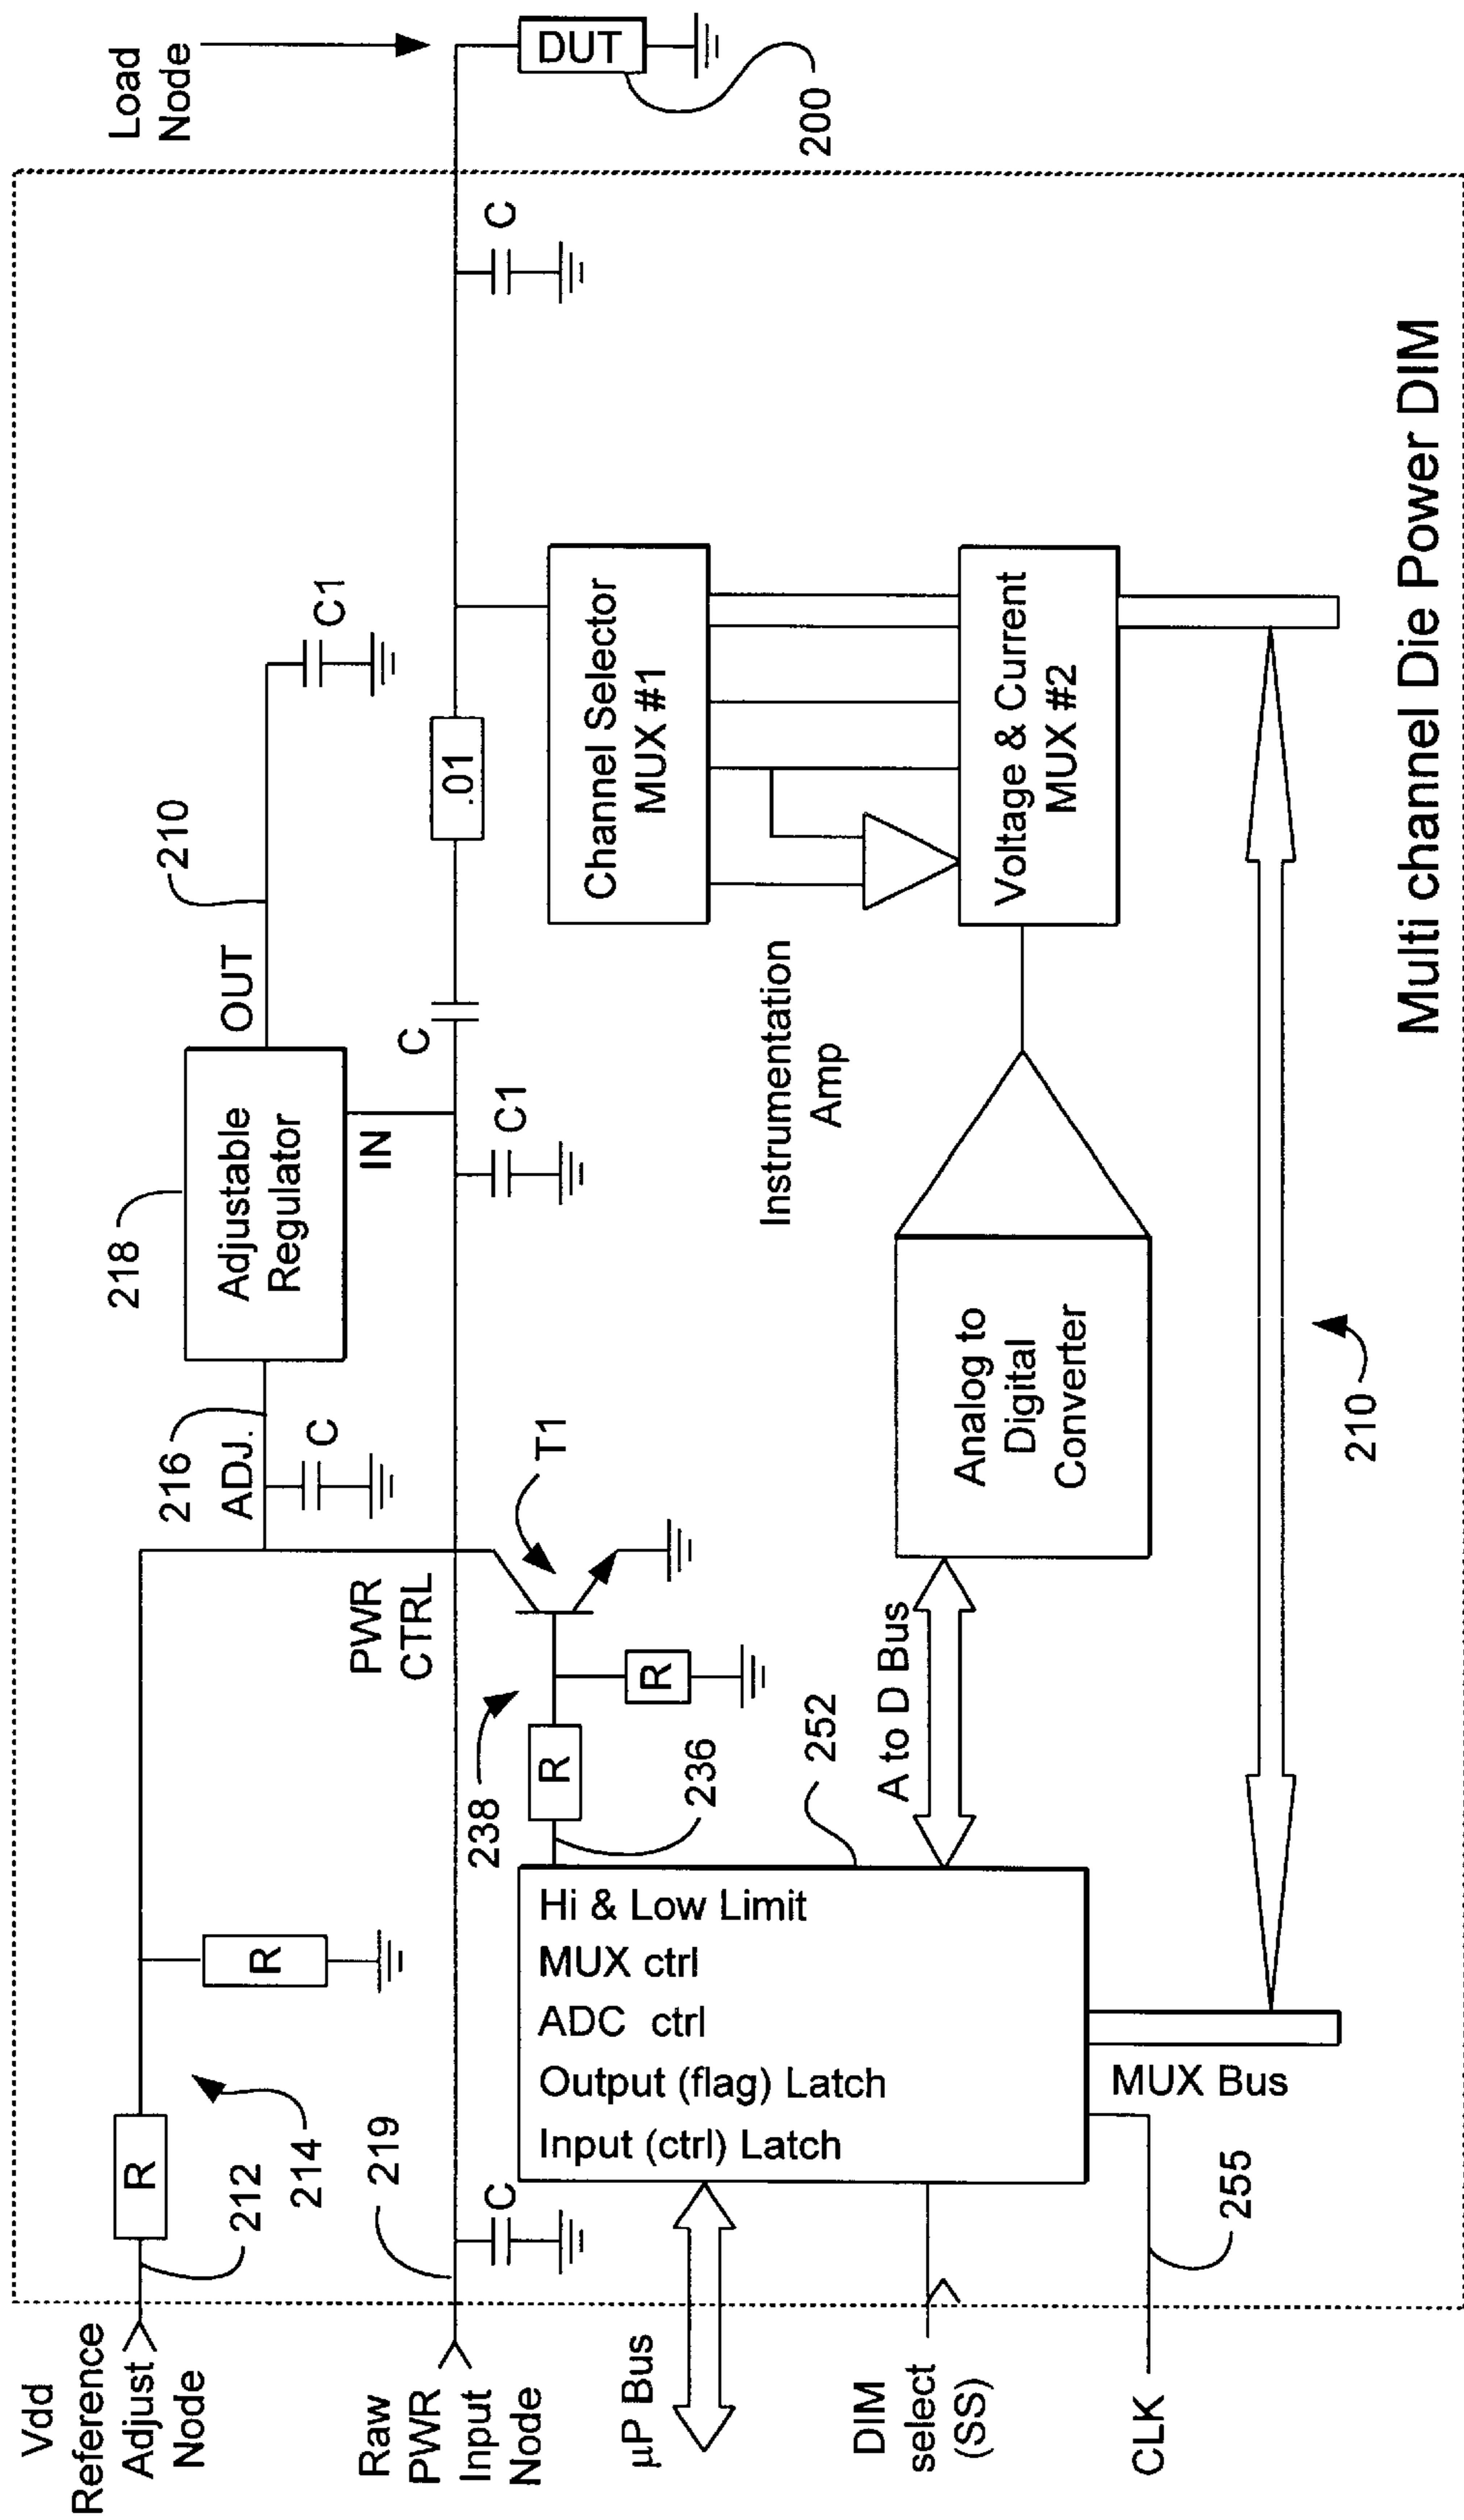 Vdd
Reference
Adjust
Node
212
R
214
R
216
ADJ.
C
218
Adjustable
Regulator
OUT
IN
210
C1
Load
Node
DUT
200
Raw
PWR
Input
Node
219
C
PWR
CTRL
T1
C1
C
.01
C
238
R
R
236
Channel Selector
MUX #1
µP Bus
Hi & Low Limit
MUX ctrl
ADC ctrl
Output (flag) Latch
Input (ctrl) Latch
252
A to D Bus
Analog to
Digital
Converter
Instrumentation
Amp
Voltage & Current
MUX #2
DIM
select
(SS)
CLK
255
MUX Bus
210
Multi channel Die Power DIM